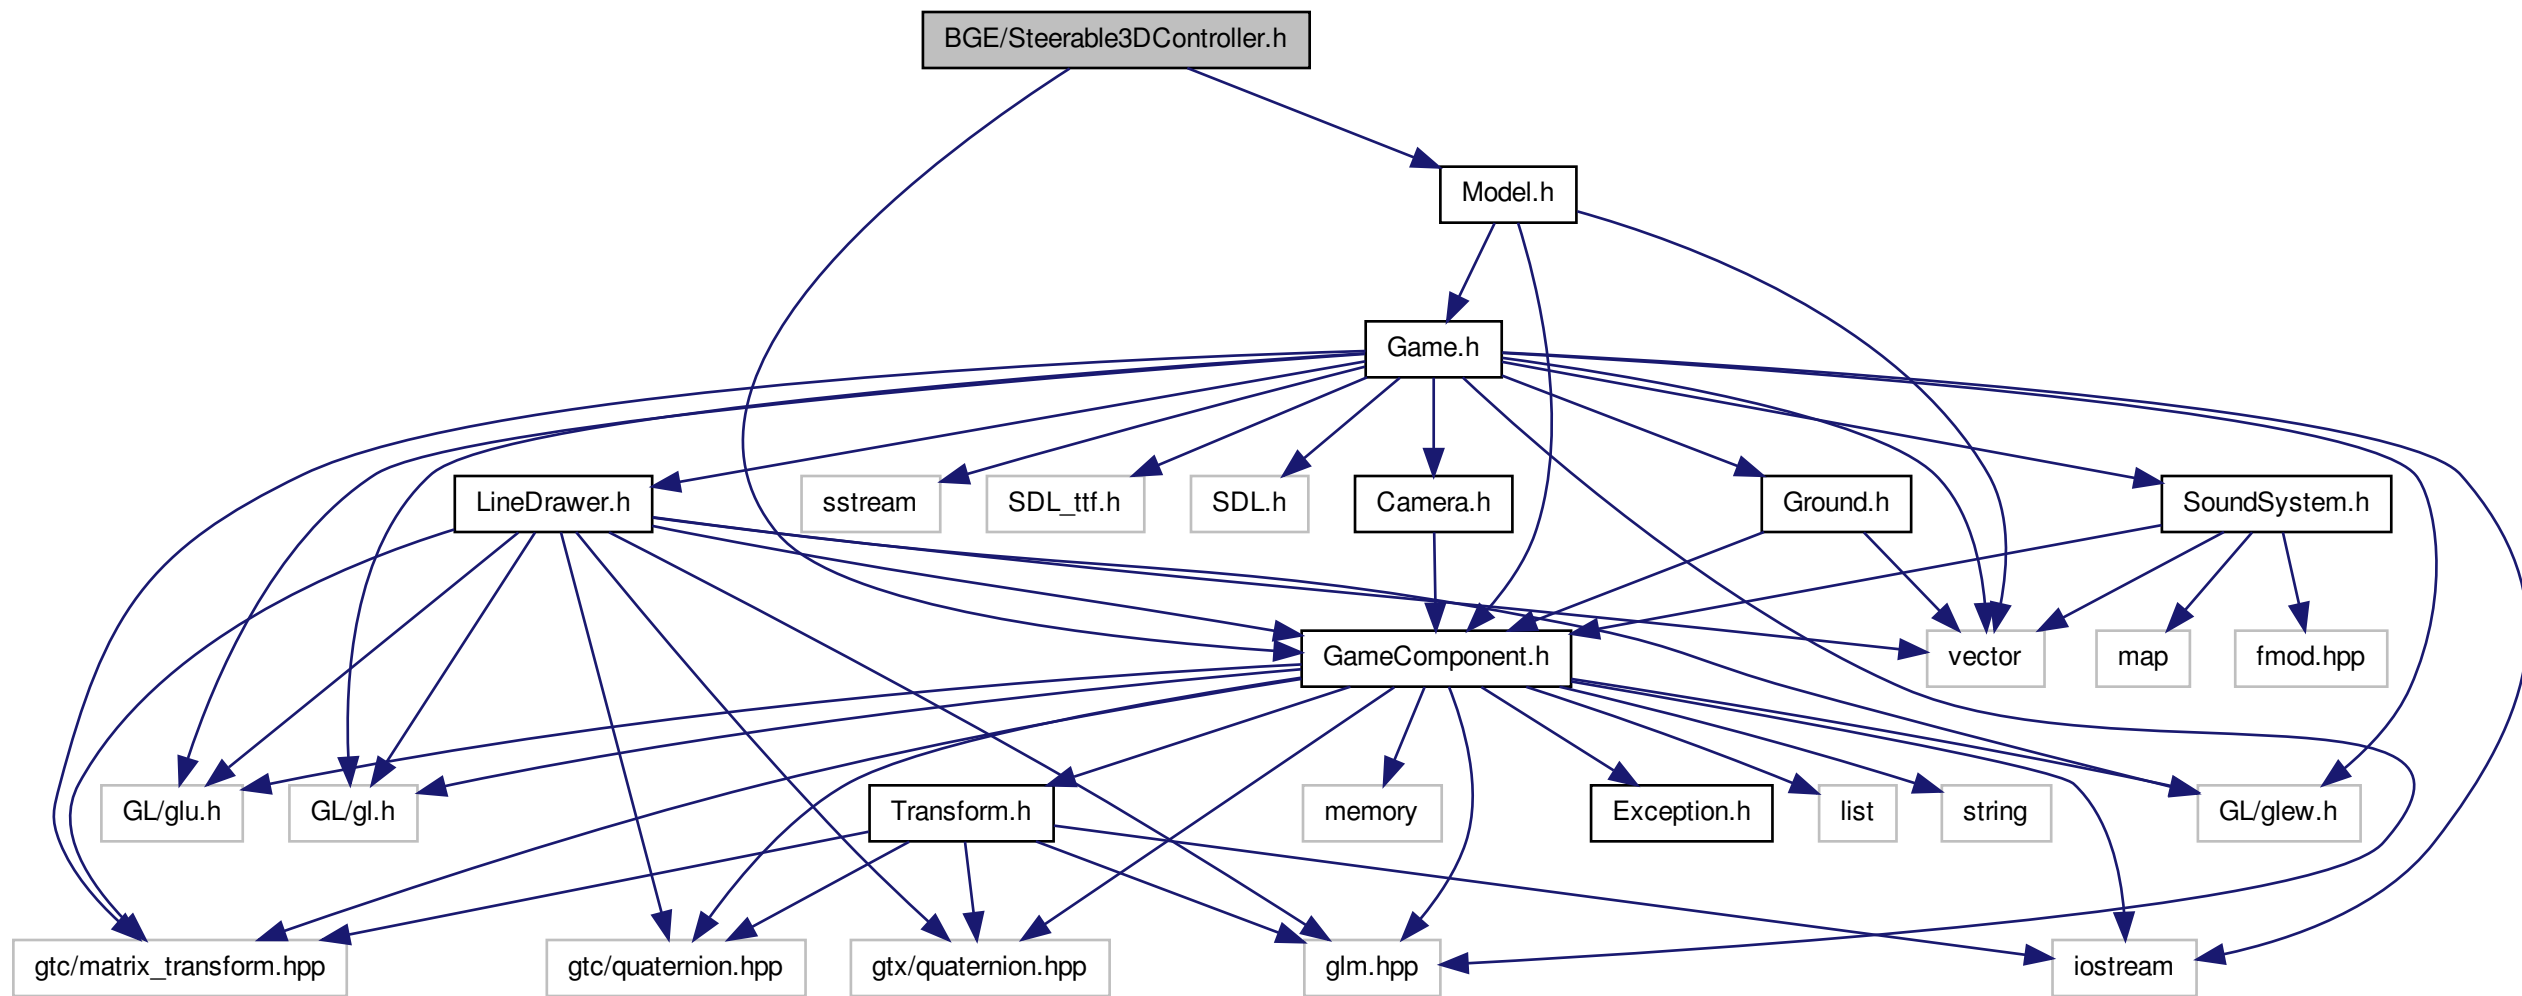 BGE/Steerable3DController.h
Model.h
Game.h
LineDrawer.h
sstream
SDL_ttf.h
SDL.h
Camera.h
Ground.h
SoundSystem.h
GameComponent.h
vector
map
fmod.hpp
GL/glu.h
GL/gl.h
Transform.h
memory
Exception.h
list
string
GL/glew.h
gtc/matrix_transform.hpp
gtc/quaternion.hpp
gtx/quaternion.hpp
glm.hpp
iostream